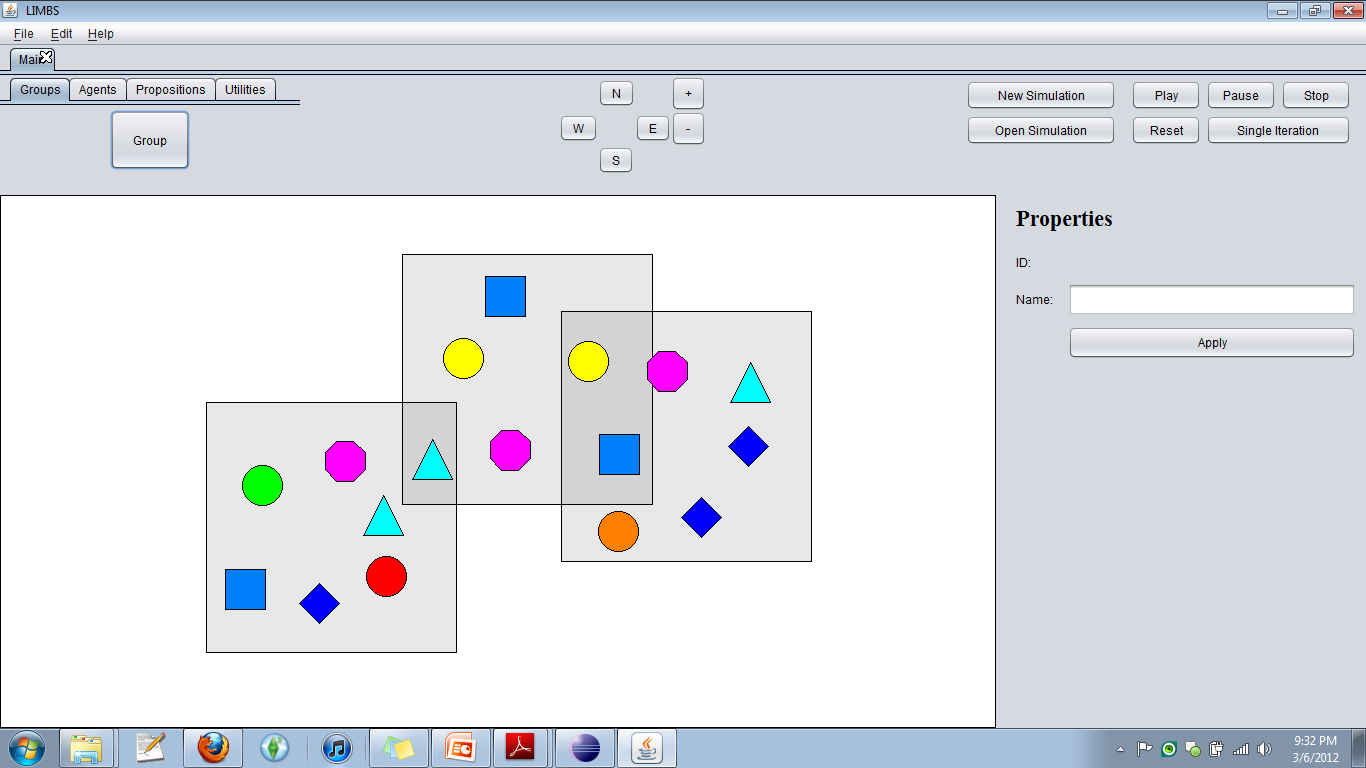 LIMBS
File Edit Help
Main
Groups Agents Propositions Utilities
Group
N
W E
S
+
-
New Simulation Play Pause Stop
Open Simulation Reset Single Iteration
Properties
ID:
Name:
Apply
9:32 PM
3/6/2012